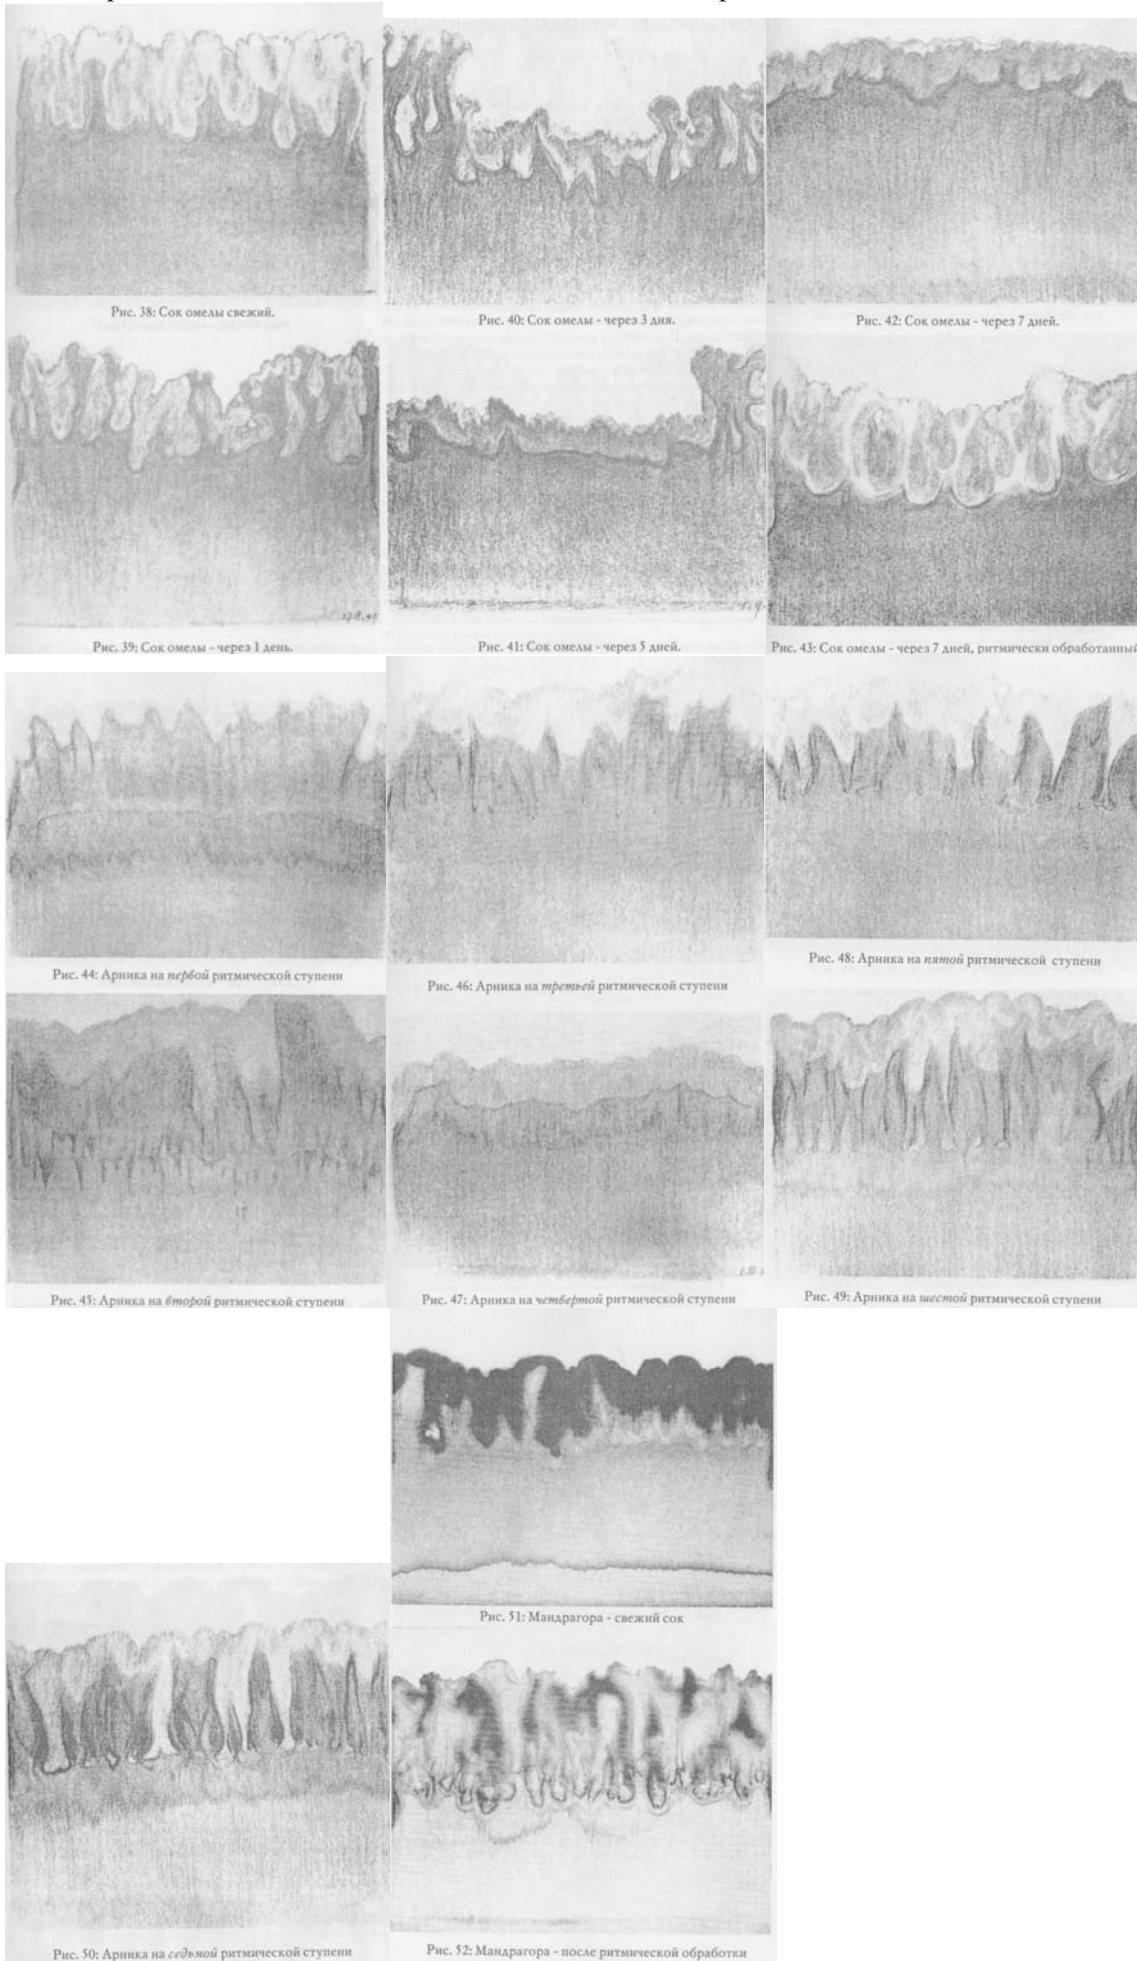 Рис. 38: Сок омелы свежий.
Рис. 40: Сок омелы - через 3 дня.
Рис. 42: Сок омелы - через 7 дней.
Рис. 39: Сок омелы - через 1 день.
Рис. 41: Сок омелы - через 5 дней.
Рис. 43: Сок омелы - через 7 дней, ритмически обработанный
Рис. 44: Арника на первой ритмической ступени
Рис. 46: Арника на третьей ритмической ступени
Рис. 48: Арника на пятой ритмической ступени
Рис. 45: Арника на второй ритмической ступени
Рис. 47: Арника на четвертой ритмической ступени
Рис. 49: Арника на шестой ритмической ступени
Рис. 51: Мандрагора - свежий сок
Рис. 50: Арника на седьмой ритмической ступени
Рис. 52: Мандрагора - после ритмической обработки